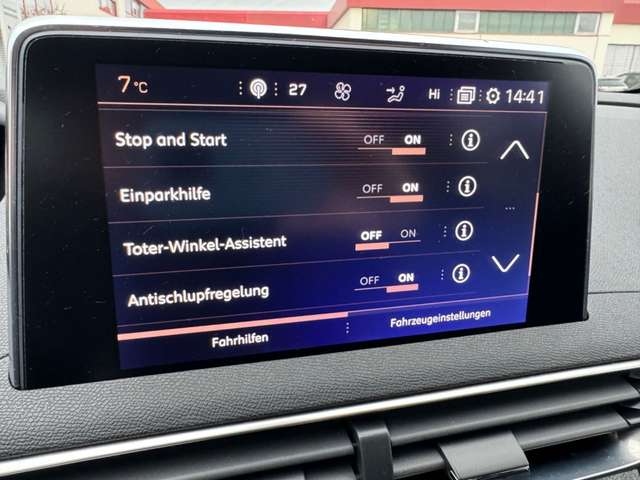 7°C 27 Hi 14:41
Stop and Start OFF ON
Einparkhilfe OFF ON
Toter-Winkel-Assistent OFF ON
Antischlupfregelung OFF ON
Fahrhilfen Fahrzeugeinstellungen